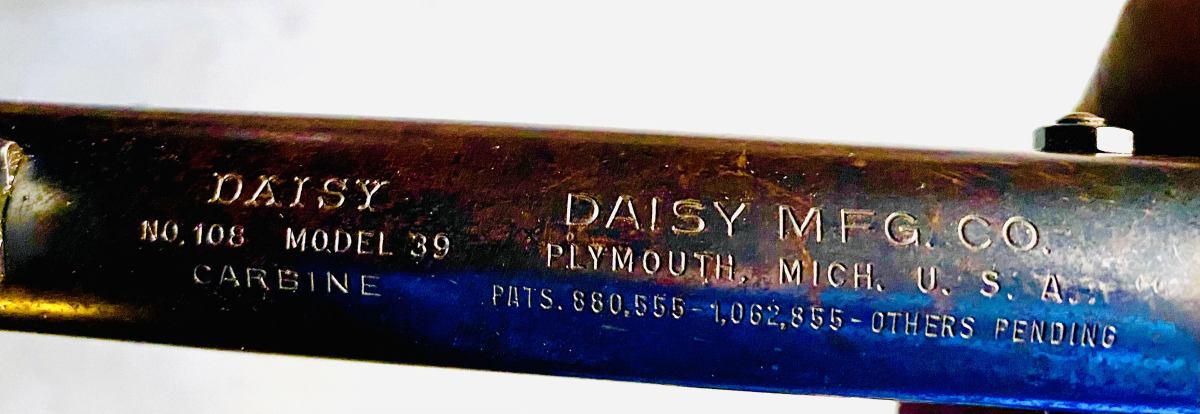 DAISY
NO. 108 MODEL 39
CARBINE
DAISY MFG. CO.
PLYMOUTH, MICH. U. S. A.
PATS. 880,555-1,062,855-OTHERS PENDING